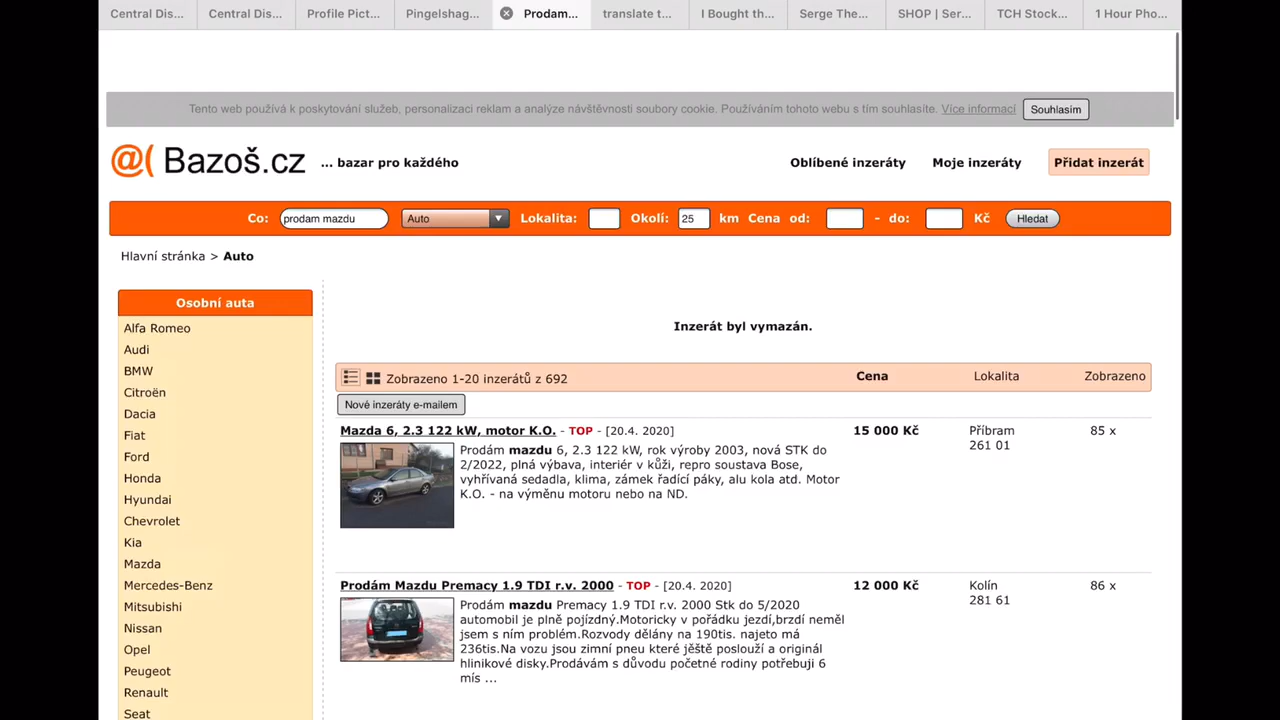 Central Dis...
Central Dis...
Profile Pict...
Pingelshag...
Prodam...
translate t...
I Bought th...
Serge The...
SHOP | Ser...
TCH Stock...
1 Hour Pho...
Tento web používá k poskytování služeb, personalizaci reklam a analýze návštěvnosti soubory cookie. Používáním tohoto webu s tím souhlasíte. Více informací Souhlasím
@( Bazoš.cz ... bazar pro každého
Oblíbené inzeráty Moje inzeráty Přidat inzerát
Co: prodam mazdu Auto Lokalita: Okolí: 25 km Cena od: - do: Kč Hledat
Hlavní stránka > Auto
Osobní auta
Alfa Romeo
Audi
BMW
Citroën
Dacia
Fiat
Ford
Honda
Hyundai
Chevrolet
Kia
Mazda
Mercedes-Benz
Mitsubishi
Nissan
Opel
Peugeot
Renault
Seat
Inzerát byl vymazán.
Zobrazeno 1-20 inzerátů z 692 Cena Lokalita Zobrazeno
Nové inzeráty e-mailem
Mazda 6, 2.3 122 kW, motor K.O. - TOP - [20.4. 2020] 15 000 Kč Příbram 85 x
261 01
Prodám mazdu 6, 2.3 122 kW, rok výroby 2003, nová STK do
2/2022, plná výbava, interiér v kůži, repro soustava Bose,
vyhřívaná sedadla, klima, zámek řadící páky, alu kola atd. Motor
K.O. - na výměnu motoru nebo na ND.
Prodám Mazdu Premacy 1.9 TDI r.v. 2000 - TOP - [20.4. 2020] 12 000 Kč Kolín 86 x
281 61
Prodám mazdu Premacy 1.9 TDI r.v. 2000 Stk do 5/2020
automobil je plně pojízdný.Motoricky v pořádku jezdí,brzdí neměl
jsem s ním problém.Rozvody dělány na 190tis. najeto má
236tis.Na vozu jsou zimní pneu které jěště poslouží a originál
hlinikové disky.Prodávám s důvodu početné rodiny potřebuji 6
mís ...